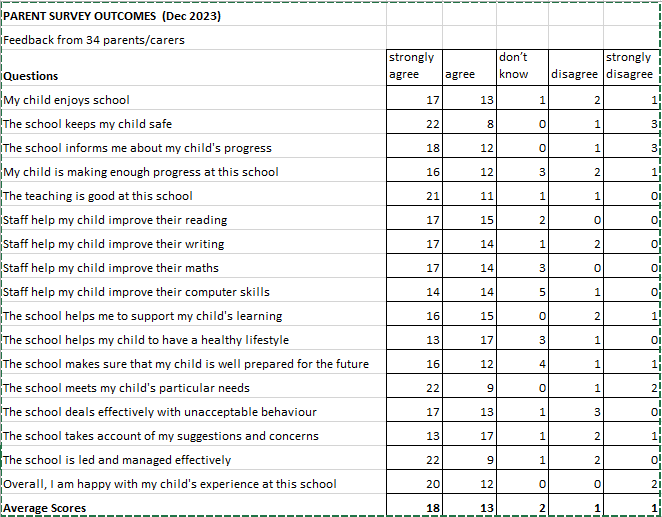 PARENT SURVEY OUTCOMES (Dec 2023)
Feedback from 34 parents/carers
Questions strongly agree agree don't know disagree strongly disagree
My child enjoys school 17 13 1 2 1
The school keeps my child safe 22 8 0 1 3
The school informs me about my child's progress 18 12 0 1 3
My child is making enough progress at this school 16 12 3 2 1
The teaching is good at this school 21 11 1 1 0
Staff help my child improve their reading 17 15 2 0 0
Staff help my child improve their writing 17 14 1 2 0
Staff help my child improve their maths 17 14 3 0 0
Staff help my child improve their computer skills 14 14 5 1 0
The school helps me to support my child's learning 16 15 0 2 1
The school helps my child to have a healthy lifestyle 13 17 3 1 0
The school makes sure that my child is well prepared for the future 16 12 4 1 1
The school meets my child's particular needs 22 9 0 1 2
The school deals effectively with unacceptable behaviour 17 13 1 3 0
The school takes account of my suggestions and concerns 13 17 1 2 1
The school is led and managed effectively 22 9 1 2 0
Overall, I am happy with my child's experience at this school 20 12 0 0 2
Average Scores 18 13 2 1 1